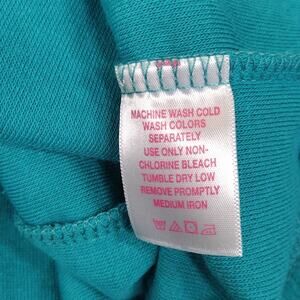 MACHINE WASH COLD
WASH COLORS
SEPARATELY
USE ONLY NON-
CHLORINE BLEACH
TUMBLE DRY LOW
REMOVE PROMPTLY
MEDIUM IRON